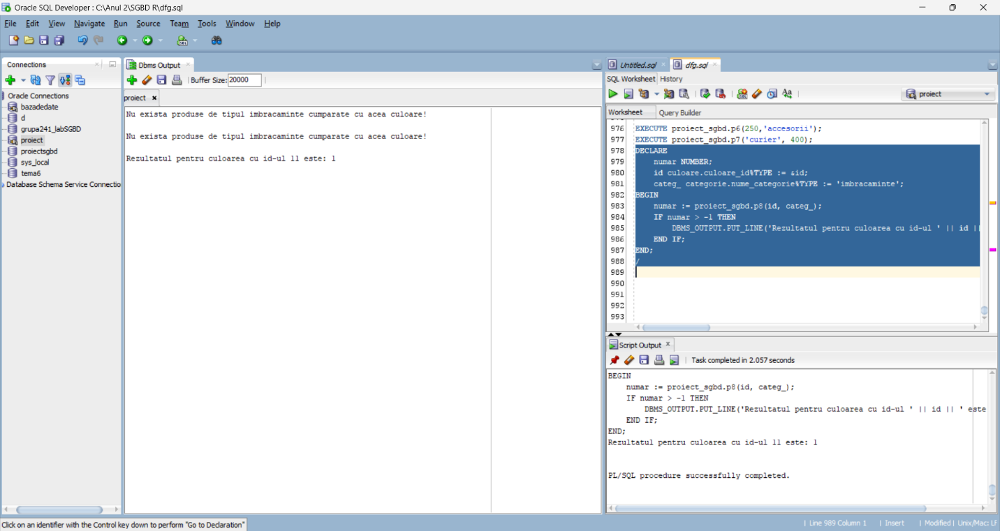 Oracle SQL Developer : C:\Anul 2\SGBD R\dfg.sql
File Edit View Navigate Run Source Team Tools Window Help
Connections
Oracle Connections
bazadedate
d
grupa241_labSGBD
proiect
proiectsgbd
sys_local
tema6
Database Schema Service Connectio
Dbms Output
Buffer Size: 20000
proiect
Nu exista produse de tipul imbracaminte cumparate cu acea culoare!
Nu exista produse de tipul imbracaminte cumparate cu acea culoare!
Rezultatul pentru culoarea cu id-ul 11 este: 1
Untitled.sql dfg.sql
SQL Worksheet History
proiect
Worksheet Query Builder
976 EXECUTE proiect_sgbd.p6(250,'accesorii');
977 EXECUTE proiect_sgbd.p7('curier', 400);
978 DECLARE
979 numar NUMBER;
980 id culoare.culoare_id%TYPE := &id;
981 categ_ categorie.nume_categorie%TYPE := 'imbracaminte';
982 BEGIN
983 numar := proiect_sgbd.p8(id, categ_);
984 IF numar > -1 THEN
985 DBMS_OUTPUT.PUT_LINE('Rezultatul pentru culoarea cu id-ul ' || id ||
986 END IF;
987 END;
988 /
989
990
991
992
993
Script Output
Task completed in 2.057 seconds
BEGIN
numar := proiect_sgbd.p8(id, categ_);
IF numar > -1 THEN
DBMS_OUTPUT.PUT_LINE('Rezultatul pentru culoarea cu id-ul ' || id || ' este
END IF;
END;
Rezultatul pentru culoarea cu id-ul 11 este: 1
PL/SQL procedure successfully completed.
Click on an identifier with the Control key down to perform "Go to Declaration"
| Line 989 Column 1 | Insert | Modified | Unix/Mac: LF